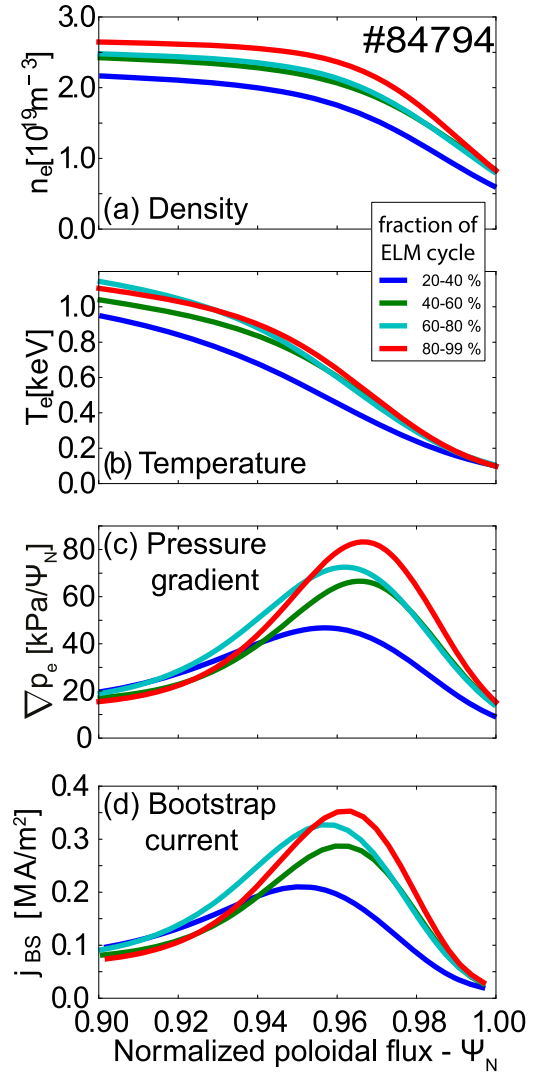 #84794
3.0
2.0
1.0
0.0
n_e[10^19 m^−3]
(a) Density
fraction of
ELM cycle
20-40 %
40-60 %
60-80 %
80-99 %
1.0
0.8
0.6
0.4
0.2
0.0
T_e[keV]
(b) Temperature
80
60
40
20
0
∇p_e [kPa/Ψ_N]
(c) Pressure
gradient
0.4
0.3
0.2
0.1
0.0
j_BS [MA/m²]
(d) Bootstrap
current
0.90 0.92 0.94 0.96 0.98 1.00
Normalized poloidal flux - Ψ_N